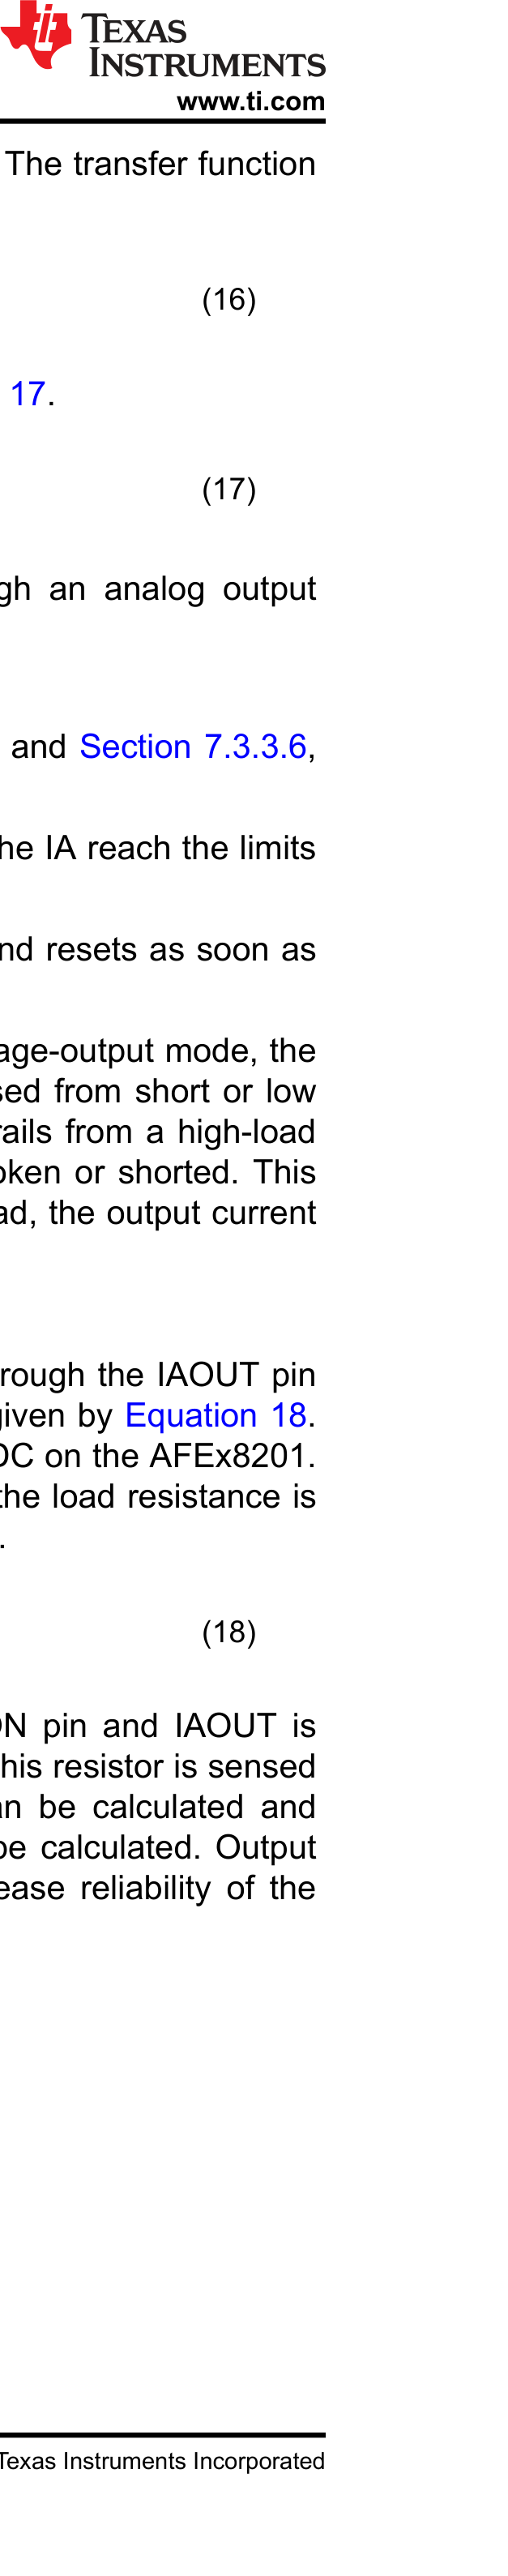 TEXAS
INSTRUMENTS
www.ti.com
The transfer function
(16)
17.
(17)
gh an analog output
and Section 7.3.3.6,
he IA reach the limits
nd resets as soon as
age-output mode, the
sed from short or low
rails from a high-load
oken or shorted. This
ad, the output current
hrough the IAOUT pin
given by Equation 18.
DC on the AFEx8201.
the load resistance is
.
(18)
ON pin and IAOUT is
his resistor is sensed
an be calculated and
be calculated. Output
ease reliability of the
Texas Instruments Incorporated